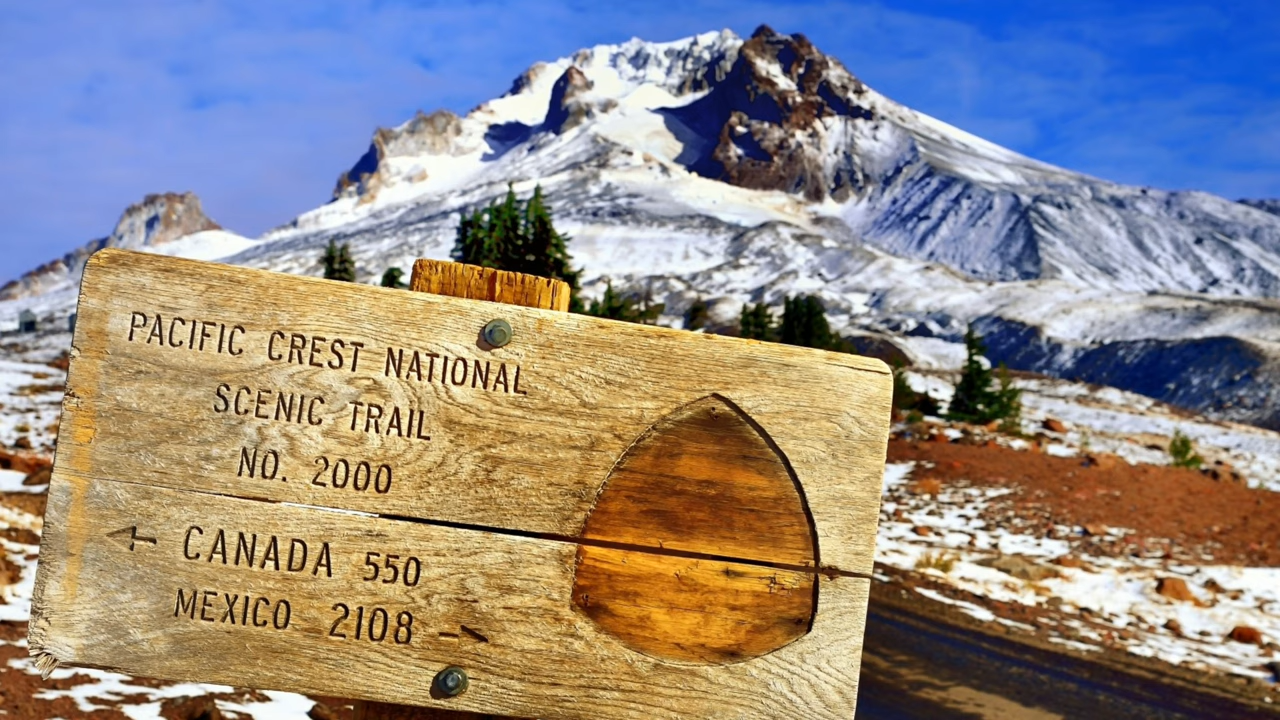 PACIFIC CREST NATIONAL
SCENIC TRAIL
NO. 2000
CANADA 550
MEXICO 2108